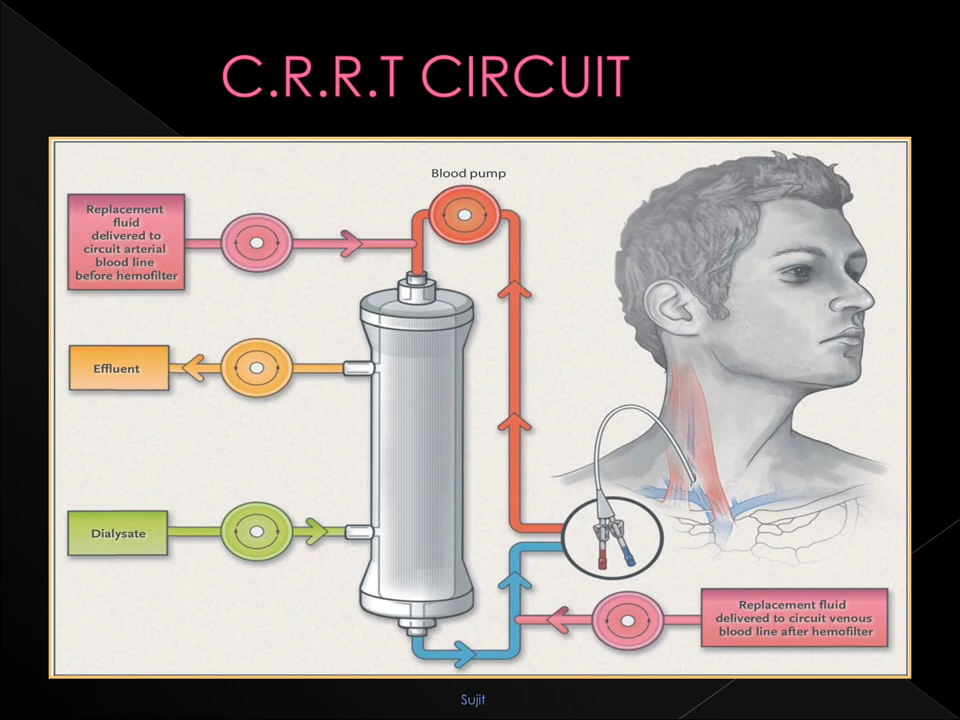 C.R.R.T CIRCUIT
Blood pump
Replacement
fluid
delivered to
circuit arterial
blood line
before hemofilter
Effluent
Dialysate
Replacement fluid
delivered to circuit venous
blood line after hemofilter
Sujit